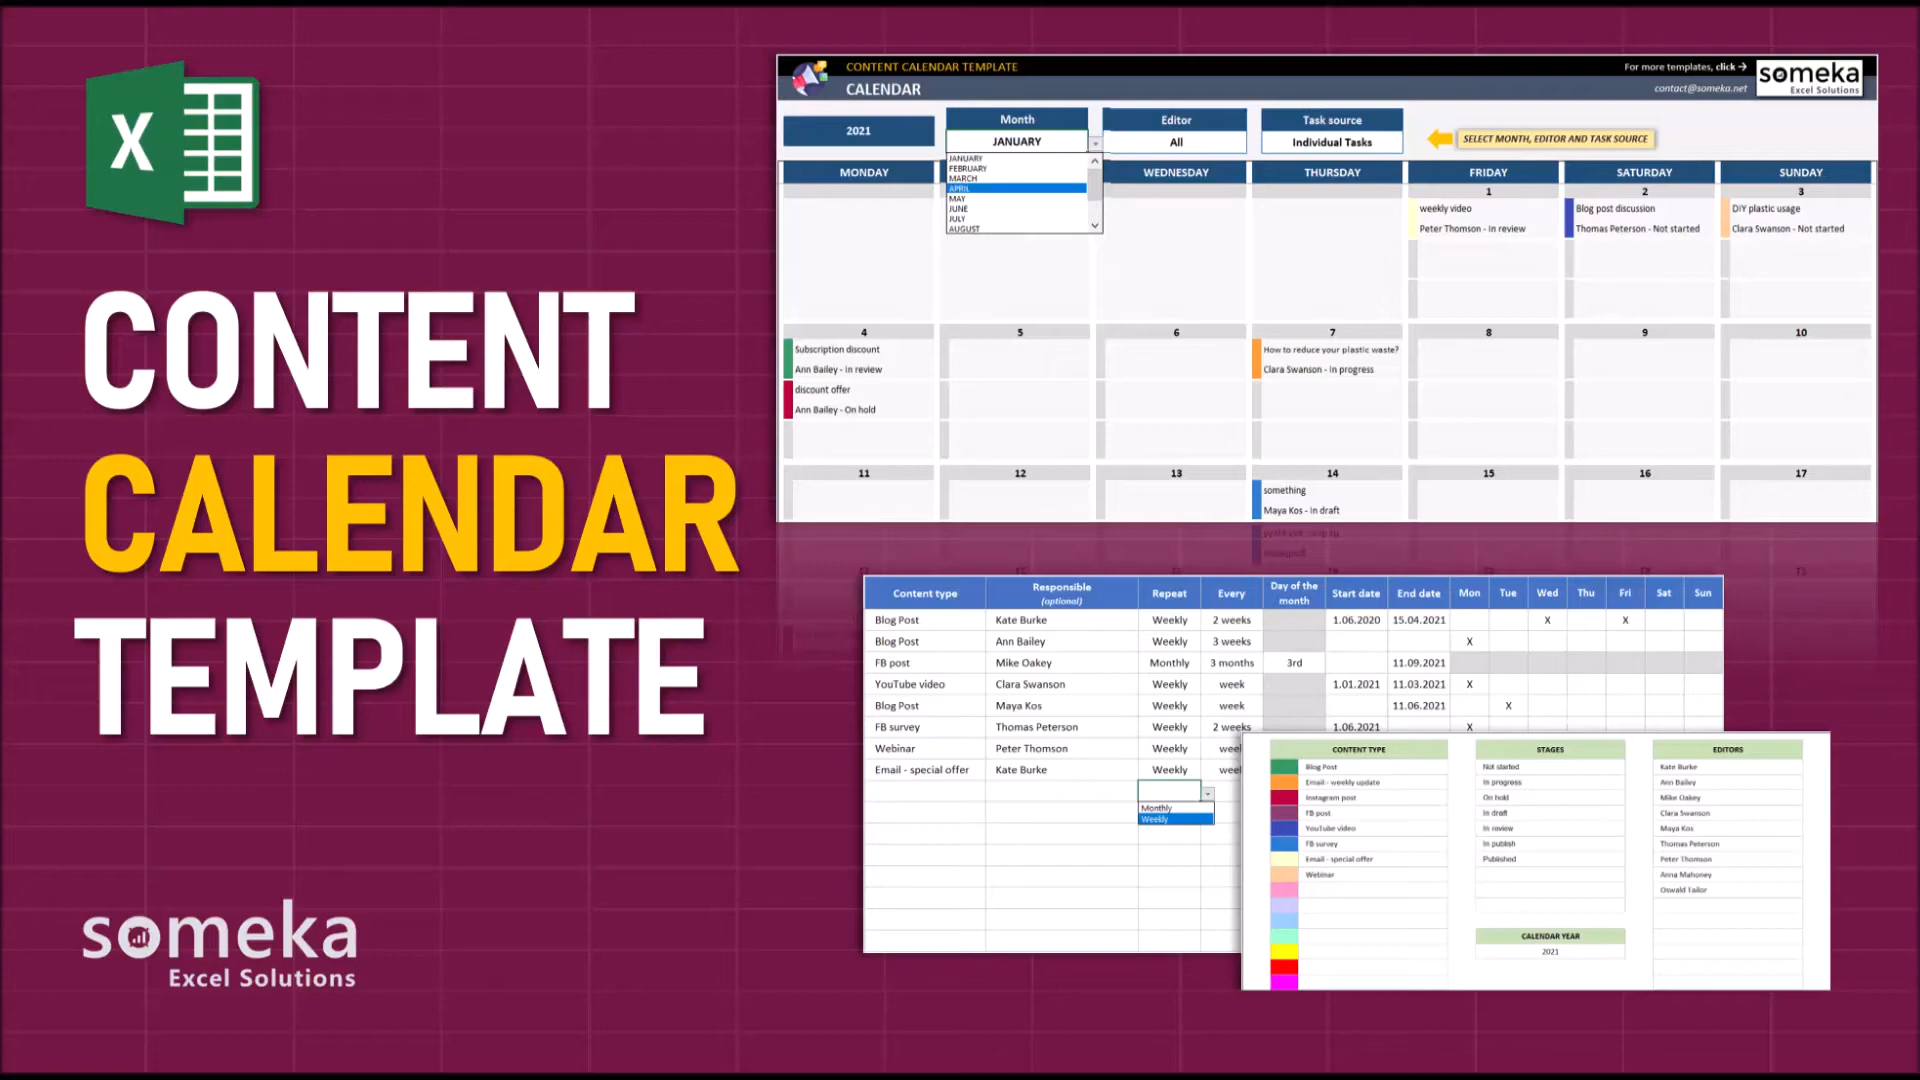 X
CONTENT
CALENDAR
TEMPLATE
someka
Excel Solutions
CONTENT CALENDAR TEMPLATE
CALENDAR
For more templates, click →
contact@someka.net
someka
Excel Solutions
2021
Month
JANUARY
Editor
All
Task source
Individual Tasks
SELECT MONTH, EDITOR AND TASK SOURCE
JANUARY
FEBRUARY
MARCH
APRIL
MAY
JUNE
JULY
AUGUST
MONDAY WEDNESDAY THURSDAY FRIDAY SATURDAY SUNDAY
1 2 3
weekly video
Peter Thomson - In review
Blog post discussion
Thomas Peterson - Not started
DIY plastic usage
Clara Swanson - Not started
4 5 6 7 8 9 10
Subscription discount
Ann Bailey - In review
discount offer
Ann Bailey - On hold
How to reduce your plastic waste?
Clara Swanson - In progress
11 12 13 14 15 16 17
something
Maya Kos - In draft
Content type Responsible (optional) Repeat Every Day of the month Start date End date Mon Tue Wed Thu Fri Sat Sun
Blog Post Kate Burke Weekly 2 weeks 1.06.2020 15.04.2021 X X
Blog Post Ann Bailey Weekly 3 weeks X
FB post Mike Oakey Monthly 3 months 3rd 11.09.2021
YouTube video Clara Swanson Weekly week 1.01.2021 11.03.2021 X
Blog Post Maya Kos Weekly week 11.06.2021 X
FB survey Thomas Peterson Weekly 2 weeks 1.06.2021 X
Webinar Peter Thomson Weekly
Email - special offer Kate Burke Weekly
Monthly
Weekly
CONTENT TYPE
Blog Post
Email - weekly update
Instagram post
FB post
YouTube video
FB survey
Email - special offer
Webinar
STAGES
Not started
In progress
On hold
In draft
In review
In publish
Published
CALENDAR YEAR
2021
EDITORS
Kate Burke
Ann Bailey
Mike Oakey
Clara Swanson
Maya Kos
Thomas Peterson
Peter Thomson
Anna Mahoney
Oswald Tailor